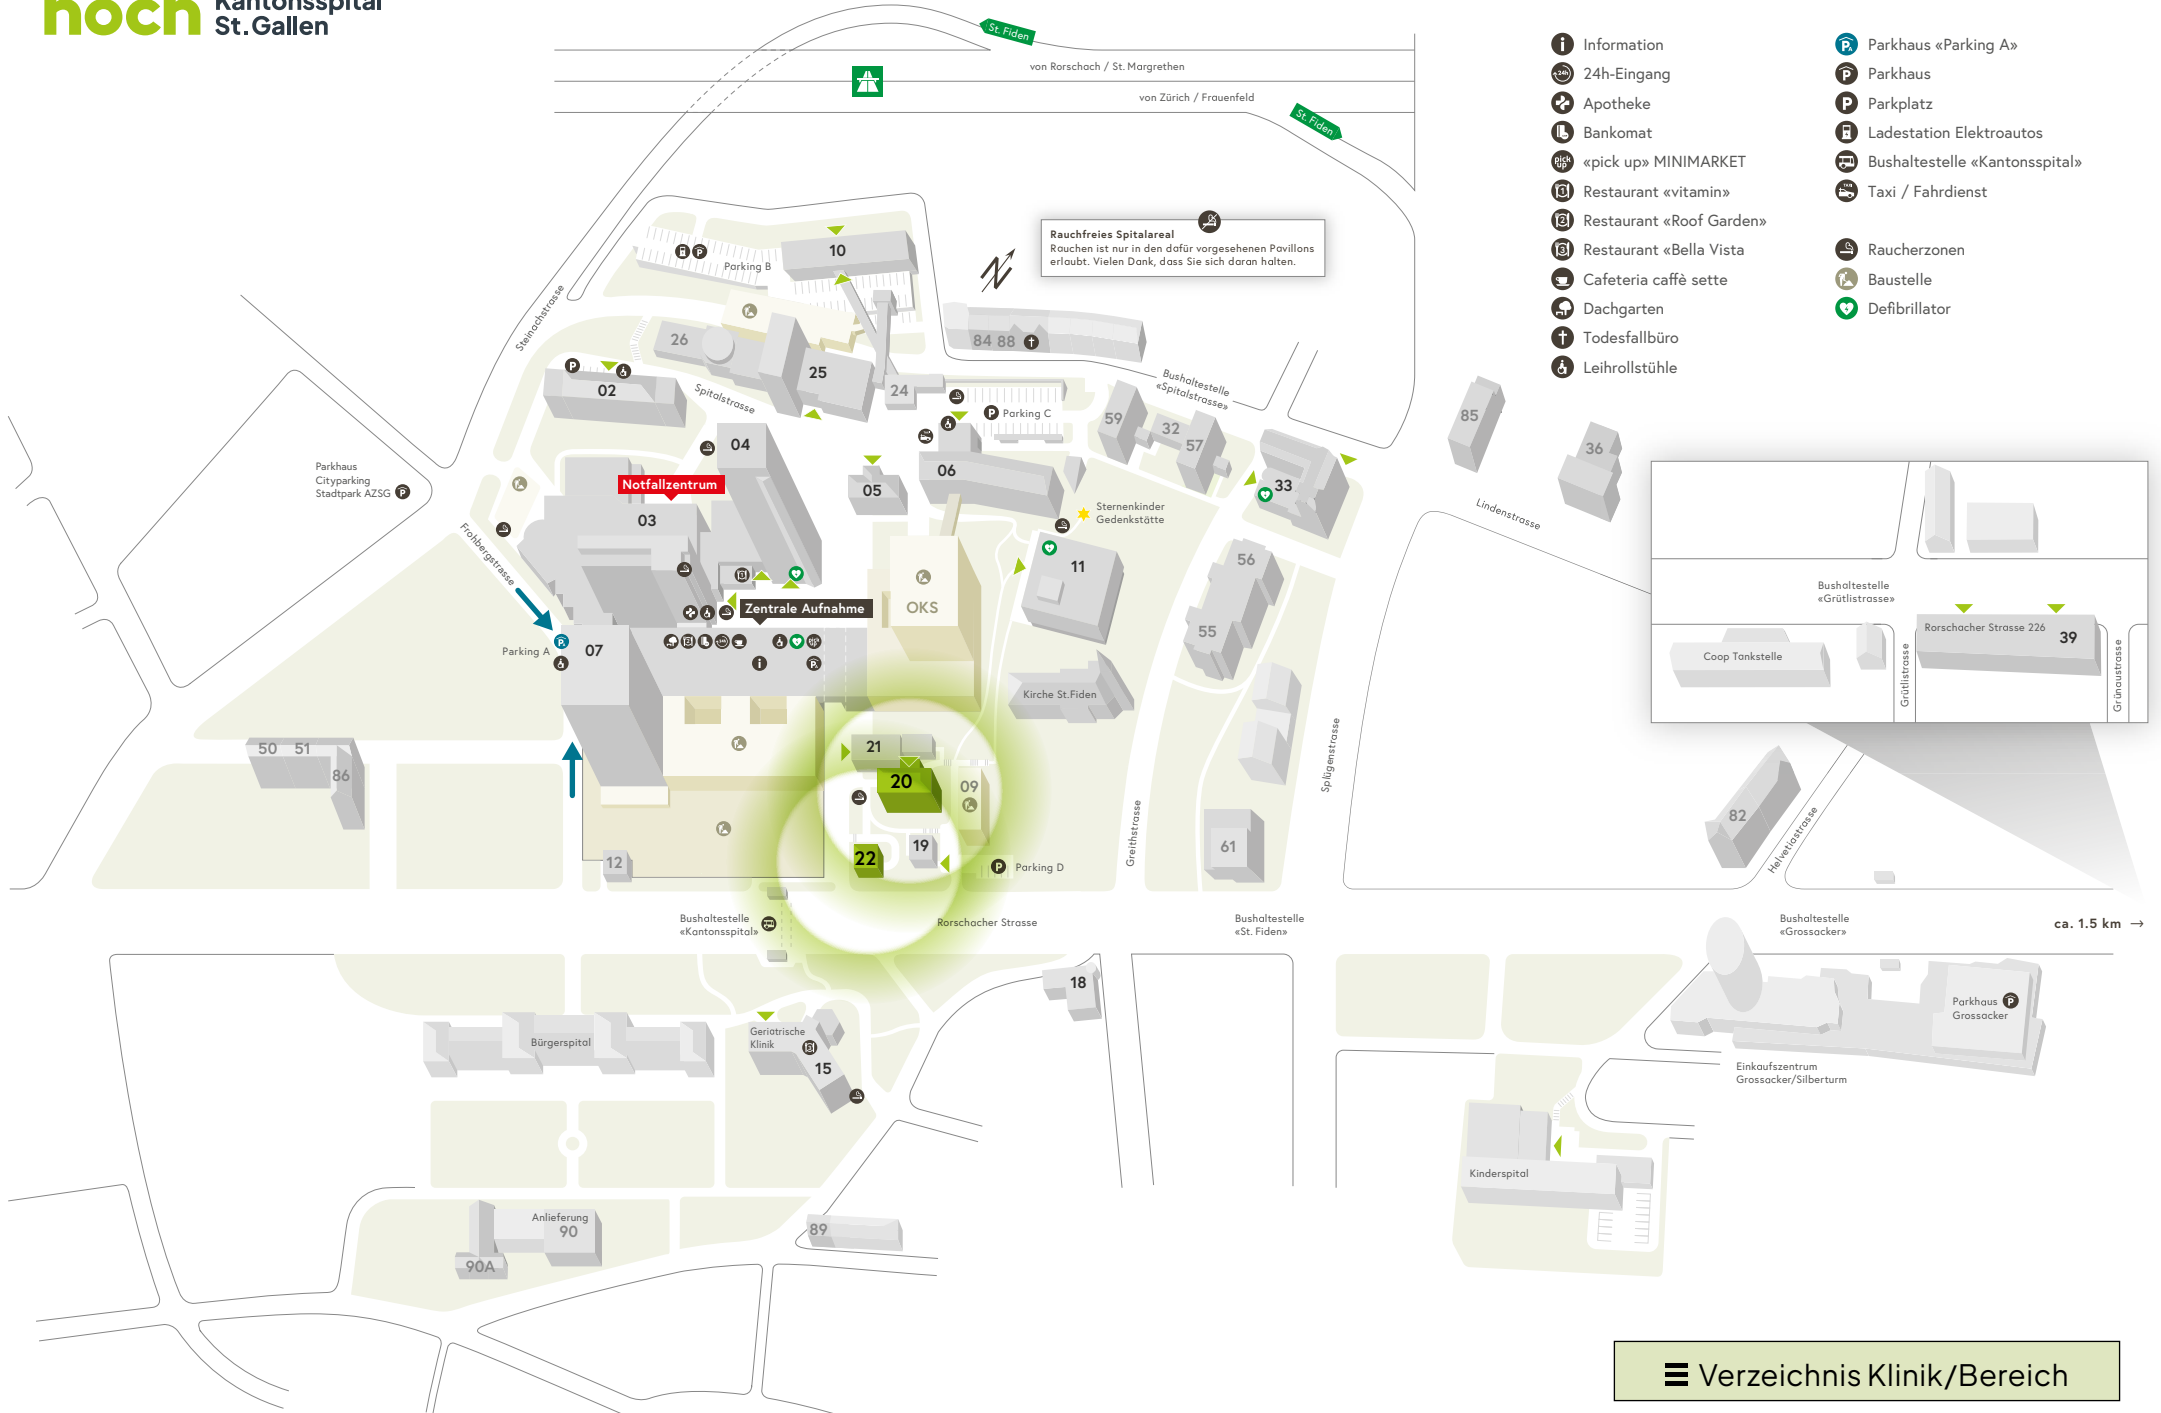 noch Kantonsspital
St.Gallen
St. Fiden
von Rorschach / St. Margrethen
von Zürich / Frauenfeld
St. Fiden
Information
24h-Eingang
Apotheke
Bankomat
«pick up» MINIMARKET
Restaurant «vitamin»
Restaurant «Roof Garden»
Restaurant «Bella Vista
Cafeteria caffè sette
Dachgarten
Todesfallbüro
Leihrollstühle
Parkhaus «Parking A»
Parkhaus
Parkplatz
Ladestation Elektroautos
Bushaltestelle «Kantonsspital»
Taxi / Fahrdienst
Raucherzonen
Baustelle
Defibrillator
Rauchfreies Spitalareal
Rauchen ist nur in den dafür vorgesehenen Pavillons
erlaubt. Vielen Dank, dass Sie sich daran halten.
N
10
Parking B
Steinachstrasse
26
84 88
25
02
24
Spitalstrasse
Bushaltestelle
«Spitalstrasse»
Parking C
59
32
57
85
36
04
06
05
33
Parkhaus
Cityparking
Stadtpark AZSG
Notfallzentrum
03
Sternenkinder
Gedenkstätte
Lindenstrasse
Frohbergstrasse
11
56
OKS
55
Zentrale Aufnahme
Parking A
07
Kirche St.Fiden
Bushaltestelle
«Grütlistrasse»
Rorschacher Strasse 226
39
Coop Tankstelle
Grütlistrasse
Grünaustrasse
50 51
86
21
20
09
Splügenstrasse
Greithstrasse
82
Helvetiastrasse
61
12
22
19
Parking D
Bushaltestelle
«Kantonsspital»
Rorschacher Strasse
Bushaltestelle
«St. Fiden»
Bushaltestelle
«Grossacker»
ca. 1.5 km →
18
Parkhaus
Grossacker
Bürgerspital
Geriatrische
Klinik
15
Einkaufszentrum
Grossacker/Silberturm
Kinderspital
Anlieferung
90
90A
89
Verzeichnis Klinik/Bereich